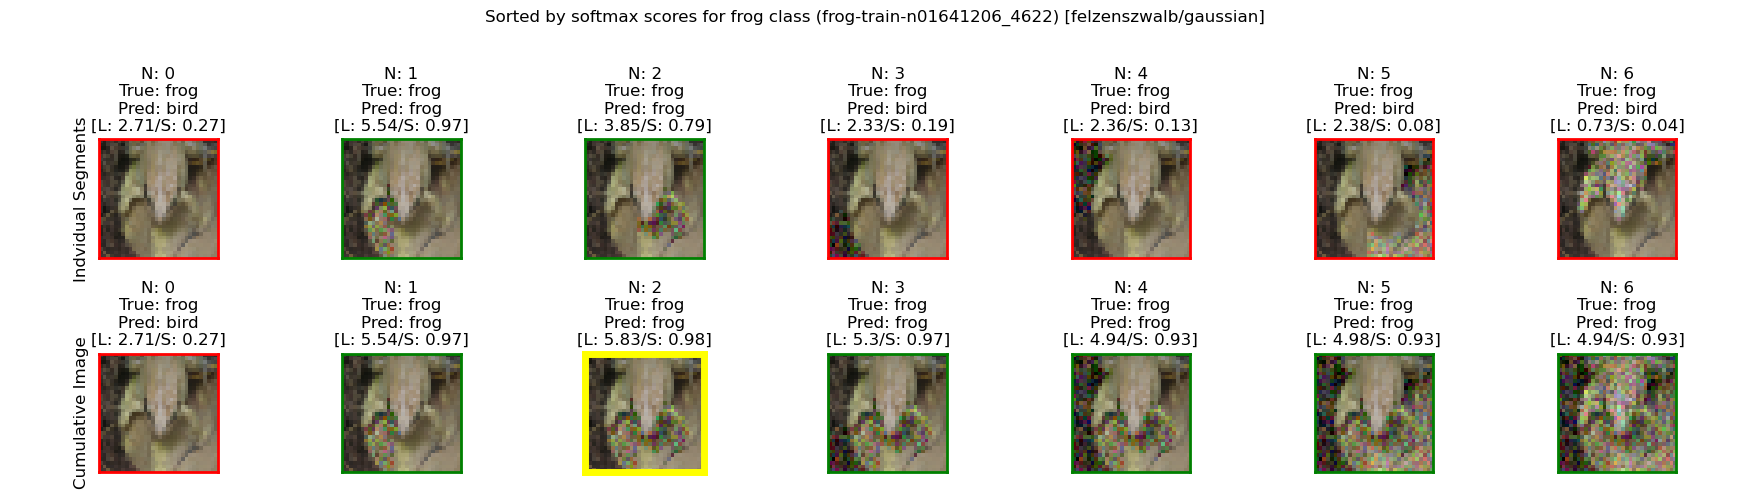 Sorted by softmax scores for frog class (frog-train-n01641206_4622) [felzenszwalb/gaussian]
Indvidual Segments
N: 0
True: frog
Pred: bird
[L: 2.71/S: 0.27]
N: 1
True: frog
Pred: frog
[L: 5.54/S: 0.97]
N: 2
True: frog
Pred: frog
[L: 3.85/S: 0.79]
N: 3
True: frog
Pred: bird
[L: 2.33/S: 0.19]
N: 4
True: frog
Pred: bird
[L: 2.36/S: 0.13]
N: 5
True: frog
Pred: bird
[L: 2.38/S: 0.08]
N: 6
True: frog
Pred: bird
[L: 0.73/S: 0.04]
Cumulative Image
N: 0
True: frog
Pred: bird
[L: 2.71/S: 0.27]
N: 1
True: frog
Pred: frog
[L: 5.54/S: 0.97]
N: 2
True: frog
Pred: frog
[L: 5.83/S: 0.98]
N: 3
True: frog
Pred: frog
[L: 5.3/S: 0.97]
N: 4
True: frog
Pred: frog
[L: 4.94/S: 0.93]
N: 5
True: frog
Pred: frog
[L: 4.98/S: 0.93]
N: 6
True: frog
Pred: frog
[L: 4.94/S: 0.93]